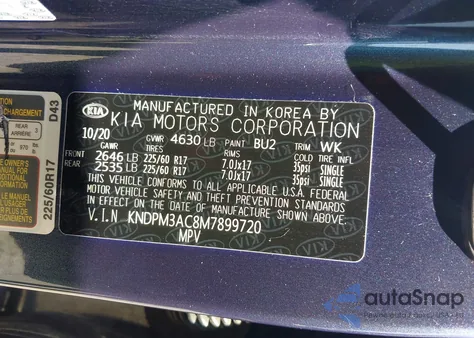 CHARGEMENT
D43
ARRIÈRE 3
225/60R17
KIA
MANUFACTURED IN KOREA BY
KIA MOTORS CORPORATION
10/20 GVWR 4630 LB PAINT BU2 TRIM WK
GAWR TIRES RIMS COLD TIRE INFL
FRONT 2646 LB 225/60 R17 7.0Jx17 35psi SINGLE
REAR 2535 LB 225/60 R17 7.0Jx17 35psi SINGLE
THIS VEHICLE CONFORMS TO ALL APPLICABLE U.S.A. FEDERAL
MOTOR VEHICLE SAFETY AND THEFT PREVENTION STANDARDS
IN EFFECT ON THE DATE OF MANUFACTURE SHOWN ABOVE.
V.I.N KNDPM3AC8M7899720
MPV
autoSnap